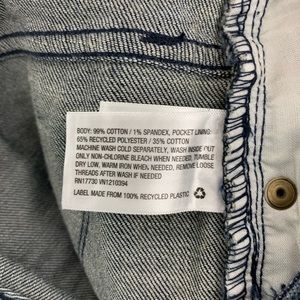 BODY: 99% COTTON / 1% SPANDEX, POCKET LINING:
65% RECYCLED POLYESTER / 35% COTTON
MACHINE WASH COLD SEPARATELY, WASH INSIDE OUT
ONLY NON-CHLORINE BLEACH WHEN NEEDED, TUMBLE
DRY LOW, WARM IRON WHEN NEEDED, REMOVE LOOSE
THREADS AFTER WASH IF NEEDED
RN17730 VN1210394
LABEL MADE FROM 100% RECYCLED PLASTIC